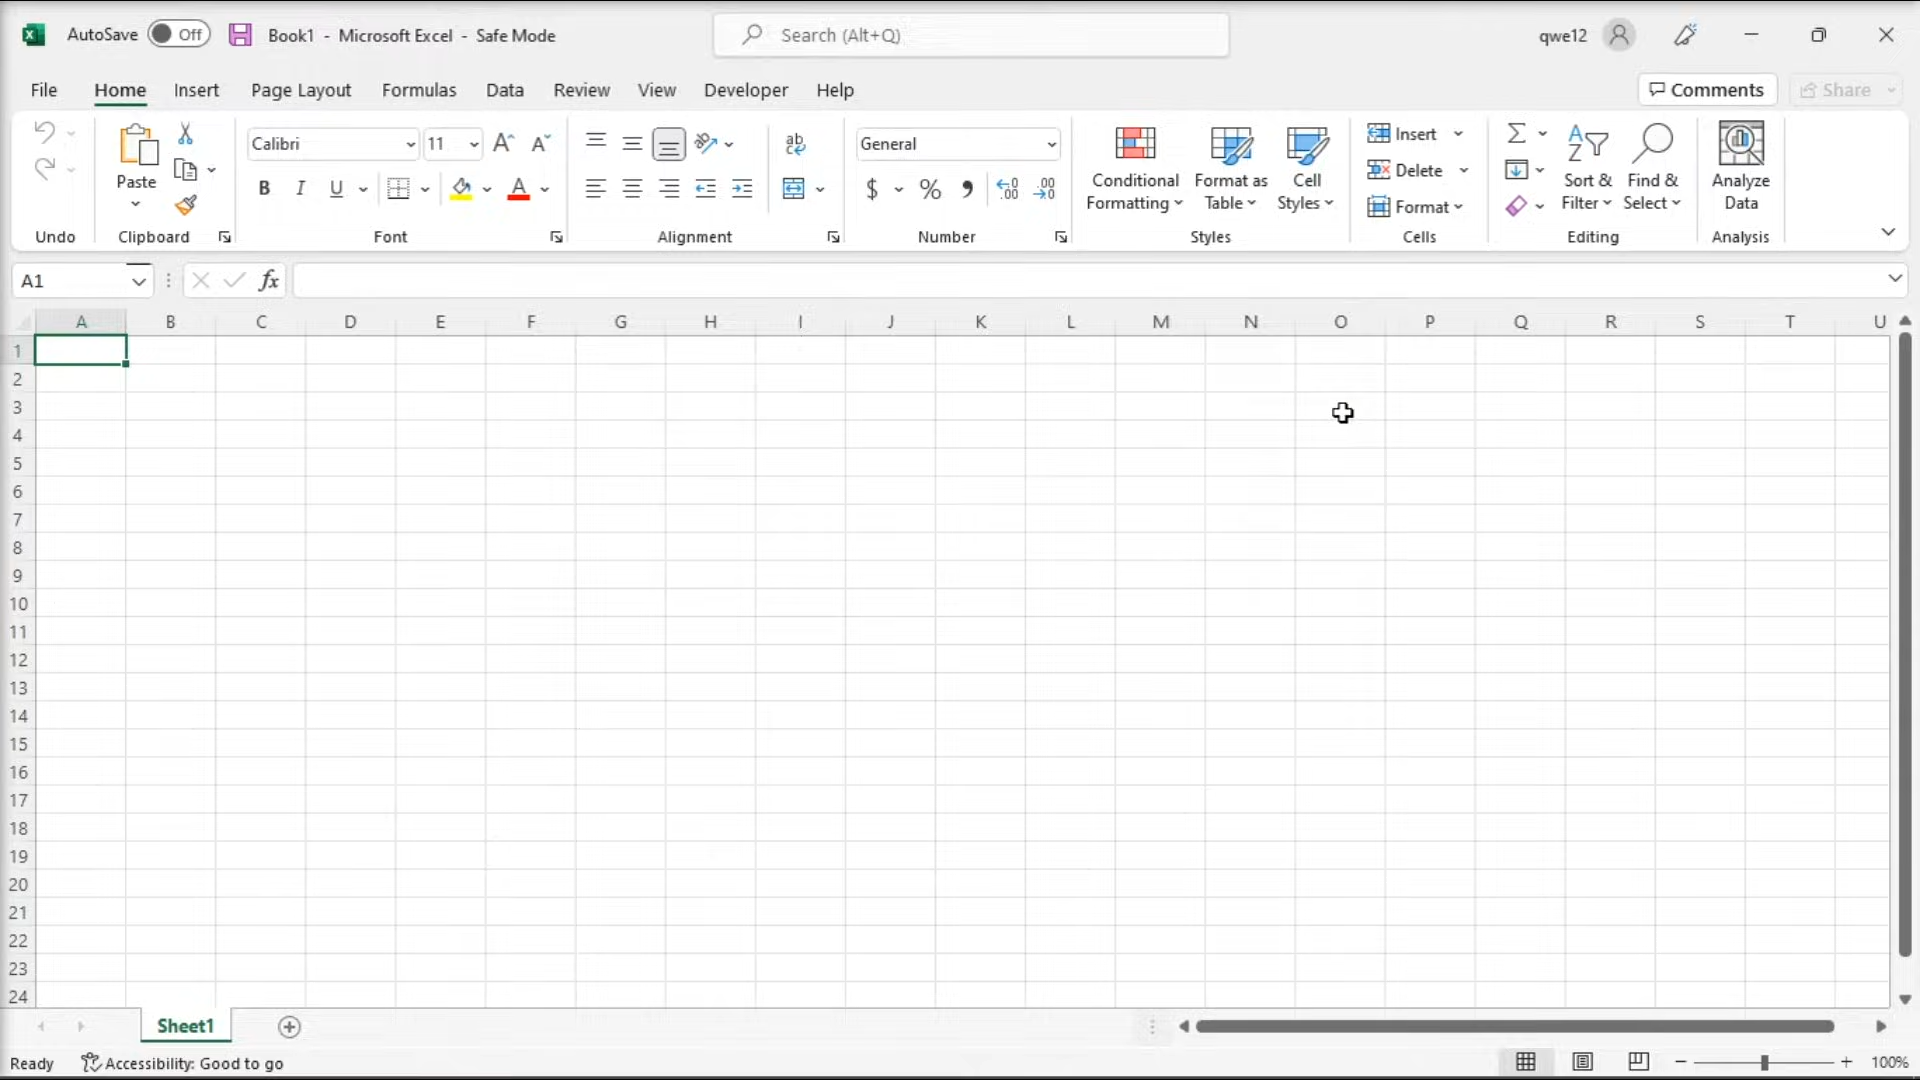 AutoSave Off Book1 - Microsoft Excel - Safe Mode Search (Alt+Q) qwe12
File Home Insert Page Layout Formulas Data Review View Developer Help Comments Share
Calibri 11 General Insert
Paste Conditional Formatting Format as Table Cell Styles Delete Sort & Filter Find & Select Analyze Data
B I U A $ % Format
Undo Clipboard Font Alignment Number Styles Cells Editing Analysis
A1 fx
A B C D E F G H I J K L M N O P Q R S T U
1
2
3
4
5
6
7
8
9
10
11
12
13
14
15
16
17
18
19
20
21
22
23
24
Sheet1
Ready Accessibility: Good to go 100%